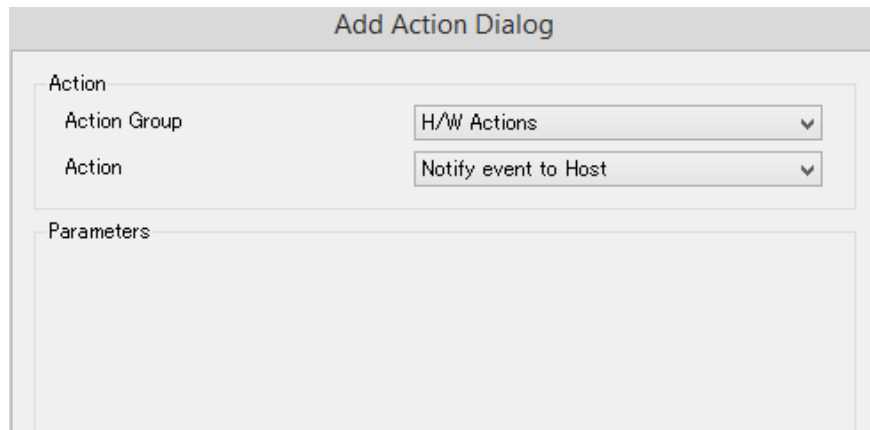 Add Action Dialog
Action
Action Group H/W Actions
Action Notify event to Host
Parameters